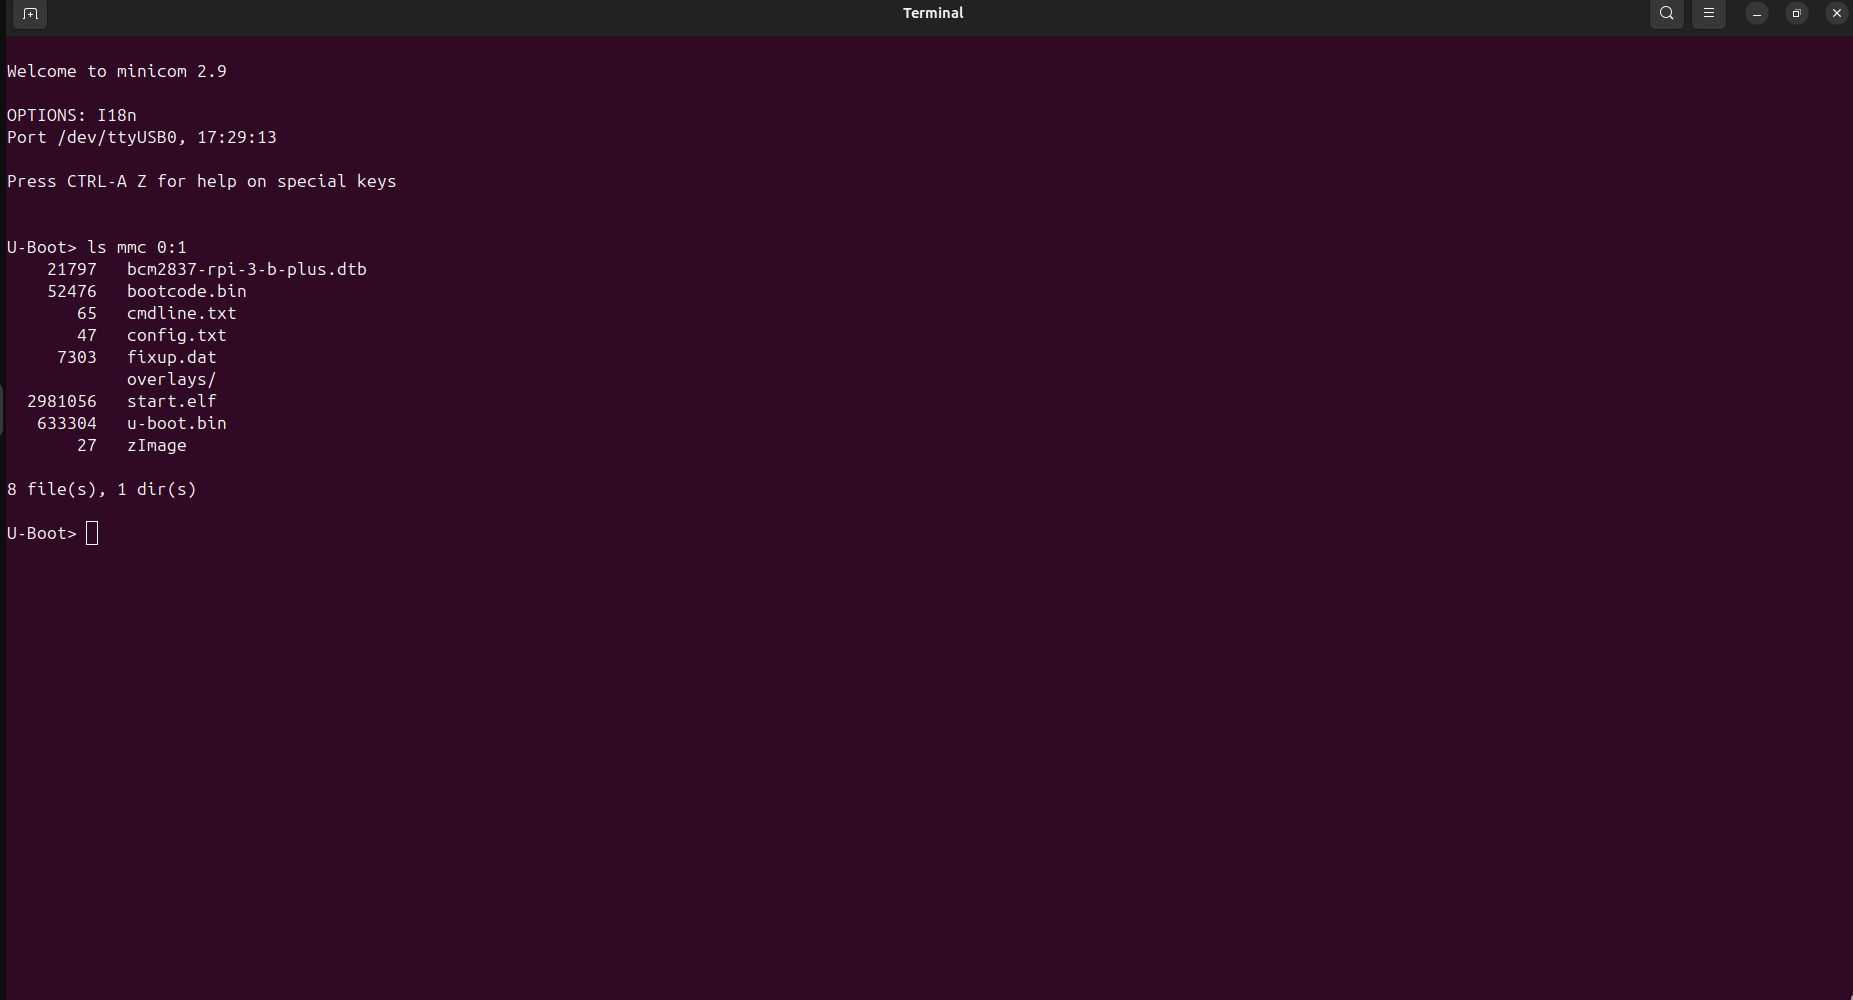 Terminal
Welcome to minicom 2.9
OPTIONS: I18n
Port /dev/ttyUSB0, 17:29:13
Press CTRL-A Z for help on special keys
U-Boot> ls mmc 0:1
21797   bcm2837-rpi-3-b-plus.dtb
52476   bootcode.bin
65   cmdline.txt
47   config.txt
7303   fixup.dat
overlays/
2981056   start.elf
633304   u-boot.bin
27   zImage
8 file(s), 1 dir(s)
U-Boot>